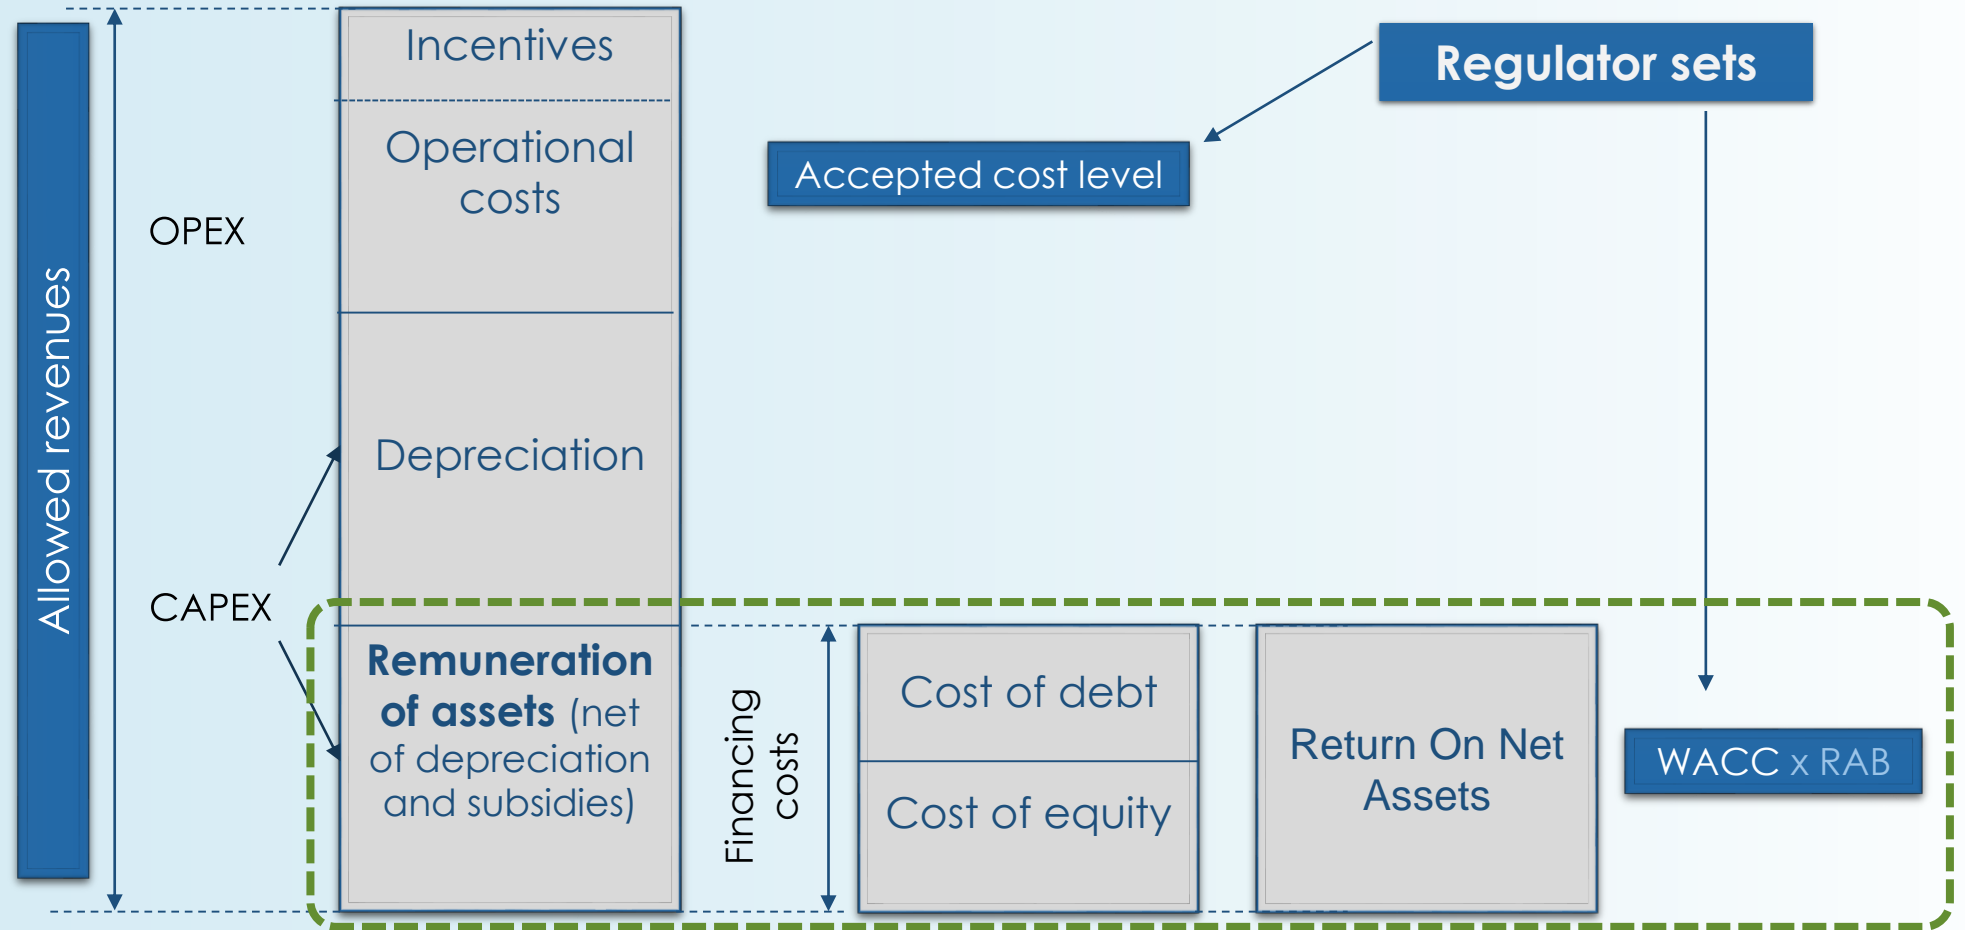 Allowed revenues
OPEX
CAPEX
Incentives
Operational
costs
Depreciation
Remuneration
of assets (net
of depreciation
and subsidies)
Financing
costs
Cost of debt
Cost of equity
Return On Net
Assets
Regulator sets
Accepted cost level
WACC x RAB